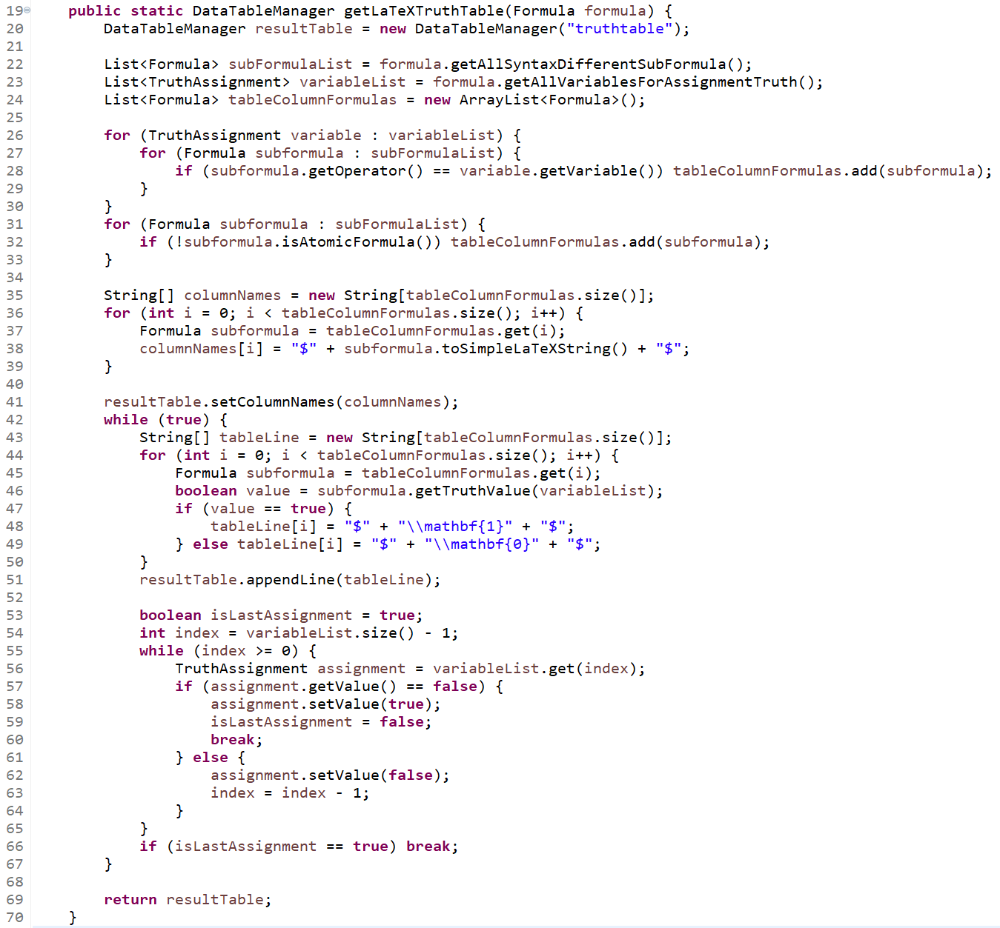 19 public static DataTableManager getLaTeXTruthTable(Formula formula) {
20 DataTableManager resultTable = new DataTableManager("truthtable");
21
22 List<Formula> subFormulaList = formula.getAllSyntaxDifferentSubFormula();
23 List<TruthAssignment> variableList = formula.getAllVariablesForAssignmentTruth();
24 List<Formula> tableColumnFormulas = new ArrayList<Formula>();
25
26 for (TruthAssignment variable : variableList) {
27 for (Formula subformula : subFormulaList) {
28 if (subformula.getOperator() == variable.getVariable()) tableColumnFormulas.add(subformula);
29 }
30 }
31 for (Formula subformula : subFormulaList) {
32 if (!subformula.isAtomicFormula()) tableColumnFormulas.add(subformula);
33 }
34
35 String[] columnNames = new String[tableColumnFormulas.size()];
36 for (int i = 0; i < tableColumnFormulas.size(); i++) {
37 Formula subformula = tableColumnFormulas.get(i);
38 columnNames[i] = "$" + subformula.toSimpleLaTeXString() + "$";
39 }
40
41 resultTable.setColumnNames(columnNames);
42 while (true) {
43 String[] tableLine = new String[tableColumnFormulas.size()];
44 for (int i = 0; i < tableColumnFormulas.size(); i++) {
45 Formula subformula = tableColumnFormulas.get(i);
46 boolean value = subformula.getTruthValue(variableList);
47 if (value == true) {
48 tableLine[i] = "$" + "\\mathbf{1}" + "$";
49 } else tableLine[i] = "$" + "\\mathbf{0}" + "$";
50 }
51 resultTable.appendLine(tableLine);
52
53 boolean isLastAssignment = true;
54 int index = variableList.size() - 1;
55 while (index >= 0) {
56 TruthAssignment assignment = variableList.get(index);
57 if (assignment.getValue() == false) {
58 assignment.setValue(true);
59 isLastAssignment = false;
60 break;
61 } else {
62 assignment.setValue(false);
63 index = index - 1;
64 }
65 }
66 if (isLastAssignment == true) break;
67 }
68
69 return resultTable;
70 }